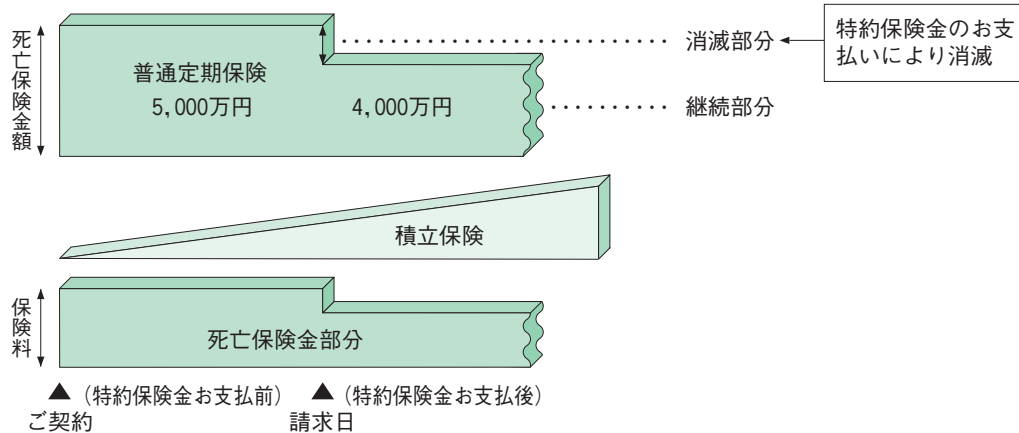 死亡保険金額
普通定期保険
5,000万円
4,000万円
消滅部分
特約保険金のお支
払いにより消滅
継続部分
積立保険
保険料
死亡保険金部分
▲(特約保険金お支払前)
▲(特約保険金お支払後)
ご契約
請求日